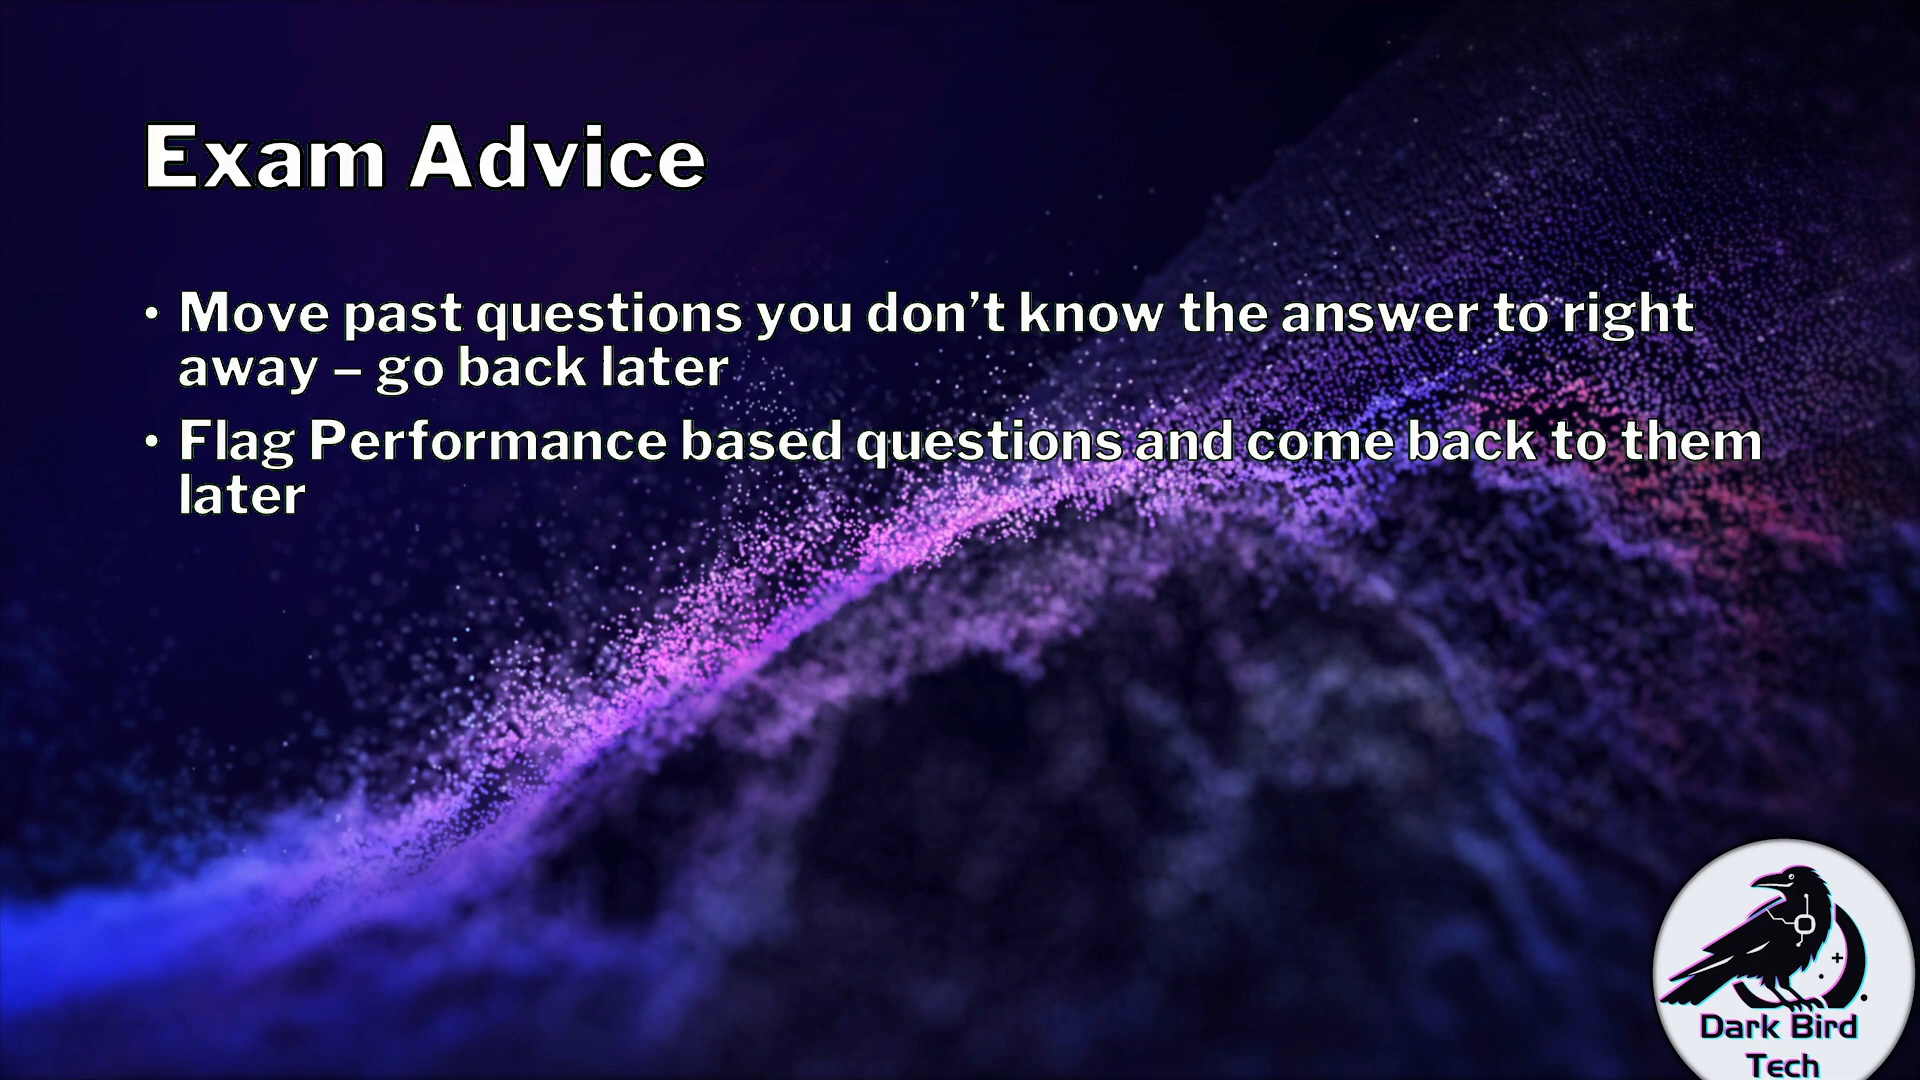 Exam Advice
• Move past questions you don’t know the answer to right
away – go back later
• Flag Performance based questions and come back to them
later
Dark Bird
Tech